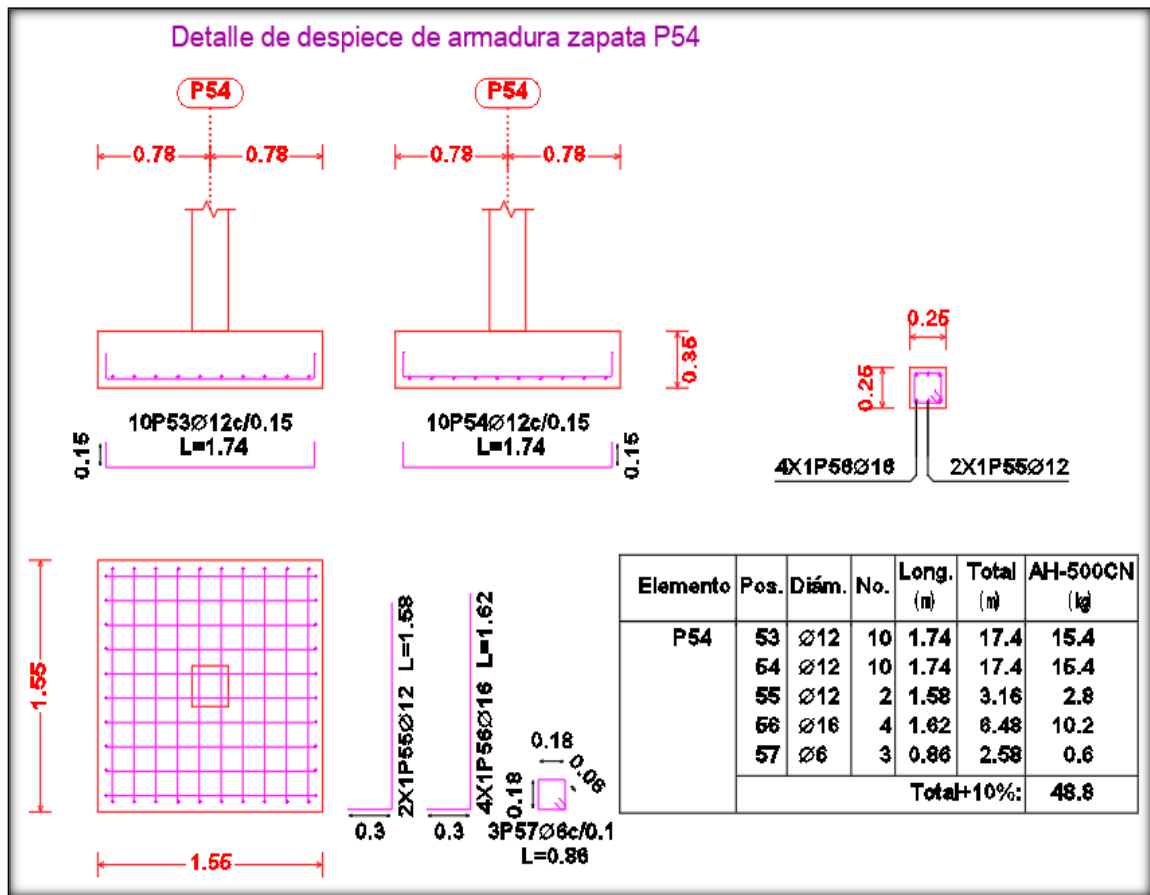 Detalle de despiece de armadura zapata P54
P54
P54
0.78 0.78
0.78 0.78
0.35
0.25
0.25
10P53Ø12c/0.15
L=1.74
0.15
10P54Ø12c/0.15
L=1.74
0.15
4X1P56Ø16
2X1P55Ø12
1.55
1.55
2X1P55Ø12 L=1.58
0.3
4X1P56Ø16 L=1.62
0.3
0.18
0.06
0.18
3P57Ø6c/0.1
L=0.86
Elemento Pos. Diám. No. Long. (m) Total (m) AH-500CN (kg)
P54 53 Ø12 10 1.74 17.4 15.4
54 Ø12 10 1.74 17.4 15.4
55 Ø12 2 1.58 3.16 2.8
56 Ø16 4 1.62 6.48 10.2
57 Ø6 3 0.86 2.58 0.6
Total+10%: 48.8